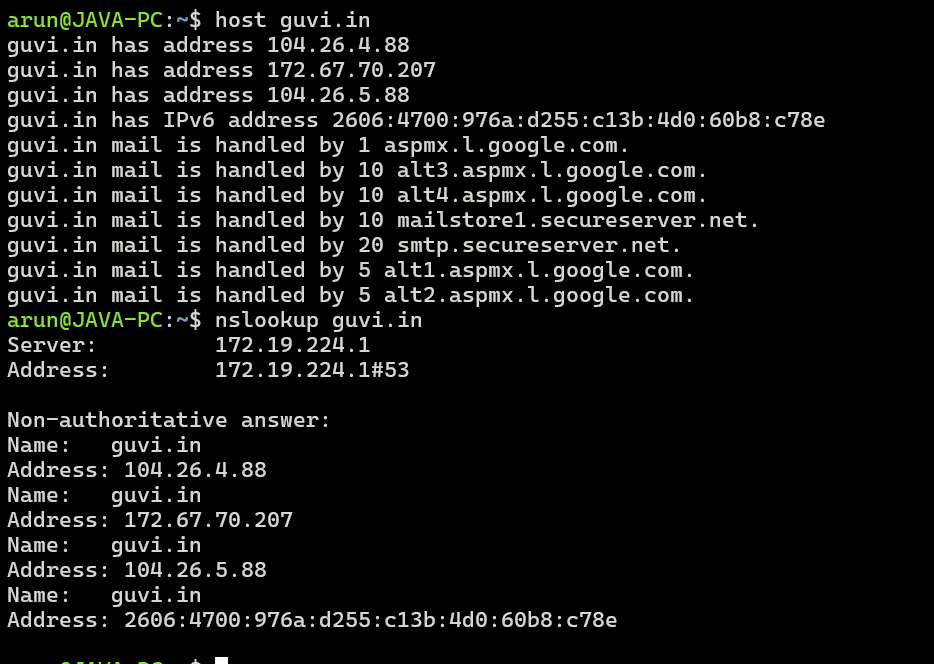 arun@JAVA-PC:~$ host guvi.in
guvi.in has address 104.26.4.88
guvi.in has address 172.67.70.207
guvi.in has address 104.26.5.88
guvi.in has IPv6 address 2606:4700:976a:d255:c13b:4d0:60b8:c78e
guvi.in mail is handled by 1 aspmx.l.google.com.
guvi.in mail is handled by 10 alt3.aspmx.l.google.com.
guvi.in mail is handled by 10 alt4.aspmx.l.google.com.
guvi.in mail is handled by 10 mailstore1.secureserver.net.
guvi.in mail is handled by 20 smtp.secureserver.net.
guvi.in mail is handled by 5 alt1.aspmx.l.google.com.
guvi.in mail is handled by 5 alt2.aspmx.l.google.com.
arun@JAVA-PC:~$ nslookup guvi.in
Server:         172.19.224.1
Address:        172.19.224.1#53
Non-authoritative answer:
Name:   guvi.in
Address: 104.26.4.88
Name:   guvi.in
Address: 172.67.70.207
Name:   guvi.in
Address: 104.26.5.88
Name:   guvi.in
Address: 2606:4700:976a:d255:c13b:4d0:60b8:c78e